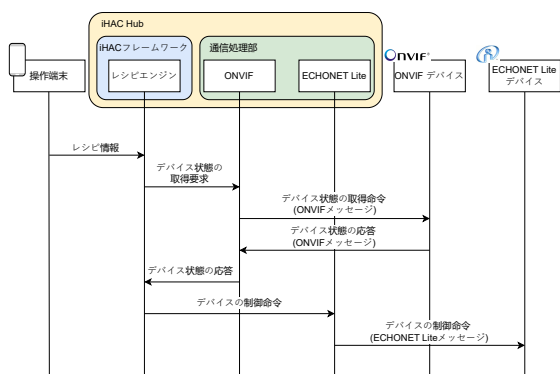 iHAC Hub
iHACフレームワーク
通信処理部
操作端末
レシピエンジン
ONVIF
ECHONET Lite
ONVIF
ONVIF デバイス
ECHONET Lite
デバイス
レシピ情報
デバイス状態の
取得要求
デバイス状態の取得命令
(ONVIFメッセージ)
デバイス状態の応答
(ONVIFメッセージ)
デバイス状態の応答
デバイスの制御命令
デバイスの制御命令
(ECHONET Liteメッセージ)